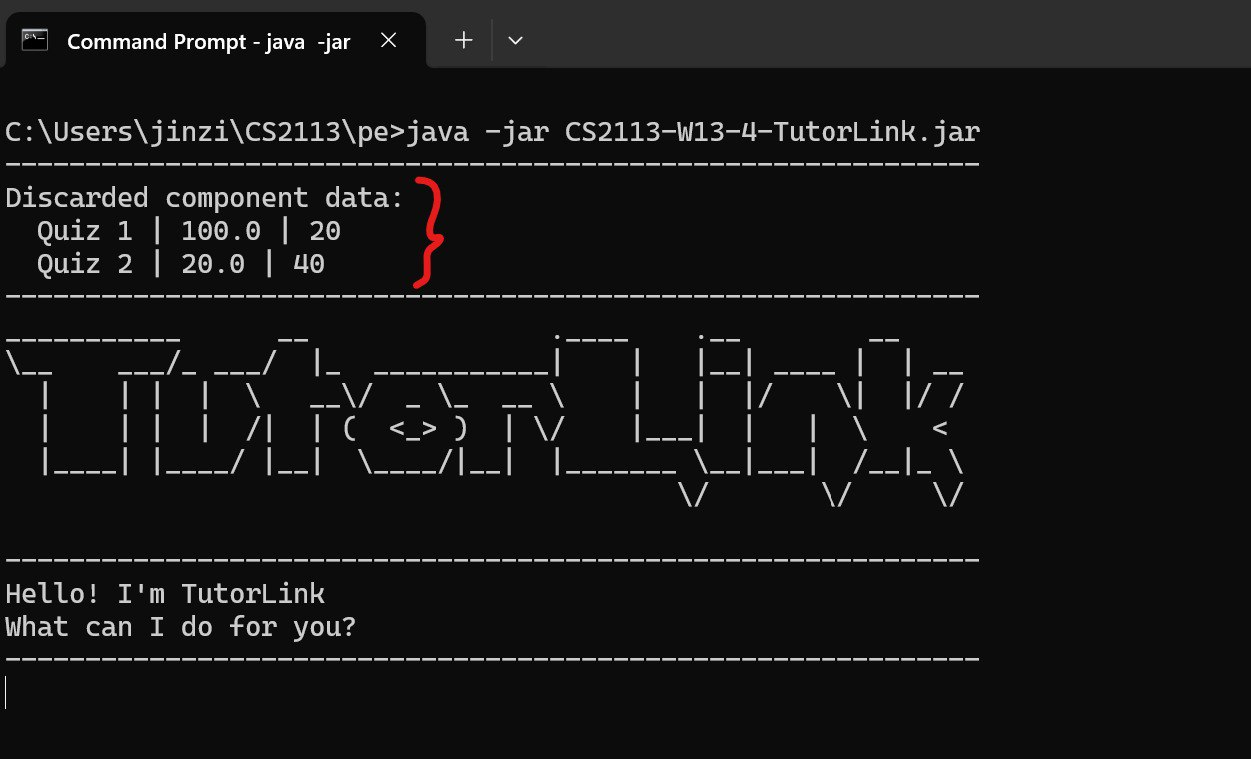 Command Prompt - java  -jar
C:\Users\jinzi\CS2113\pe>java -jar CS2113-W13-4-TutorLink.jar
Discarded component data:
  Quiz 1 | 100.0 | 20
  Quiz 2 | 20.0 | 40
TutorLink
Hello! I'm TutorLink
What can I do for you?